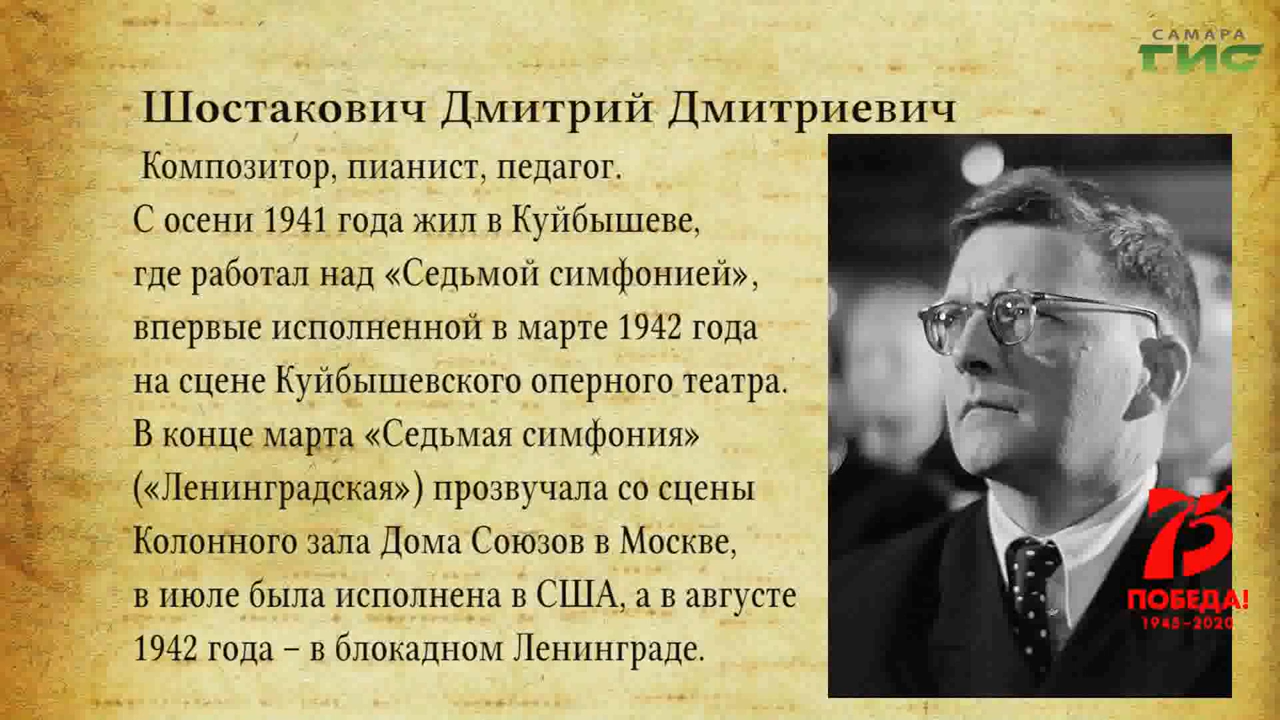 САМАРА
ГИС
Шостакович Дмитрий Дмитриевич
Композитор, пианист, педагог.
С осени 1941 года жил в Куйбышеве,
где работал над «Седьмой симфонией»,
впервые исполненной в марте 1942 года
на сцене Куйбышевского оперного театра.
В конце марта «Седьмая симфония»
(«Ленинградская») прозвучала со сцены
Колонного зала Дома Союзов в Москве,
в июле была исполнена в США, а в августе
1942 года – в блокадном Ленинграде.
75
ПОБЕДА!
1945-2020